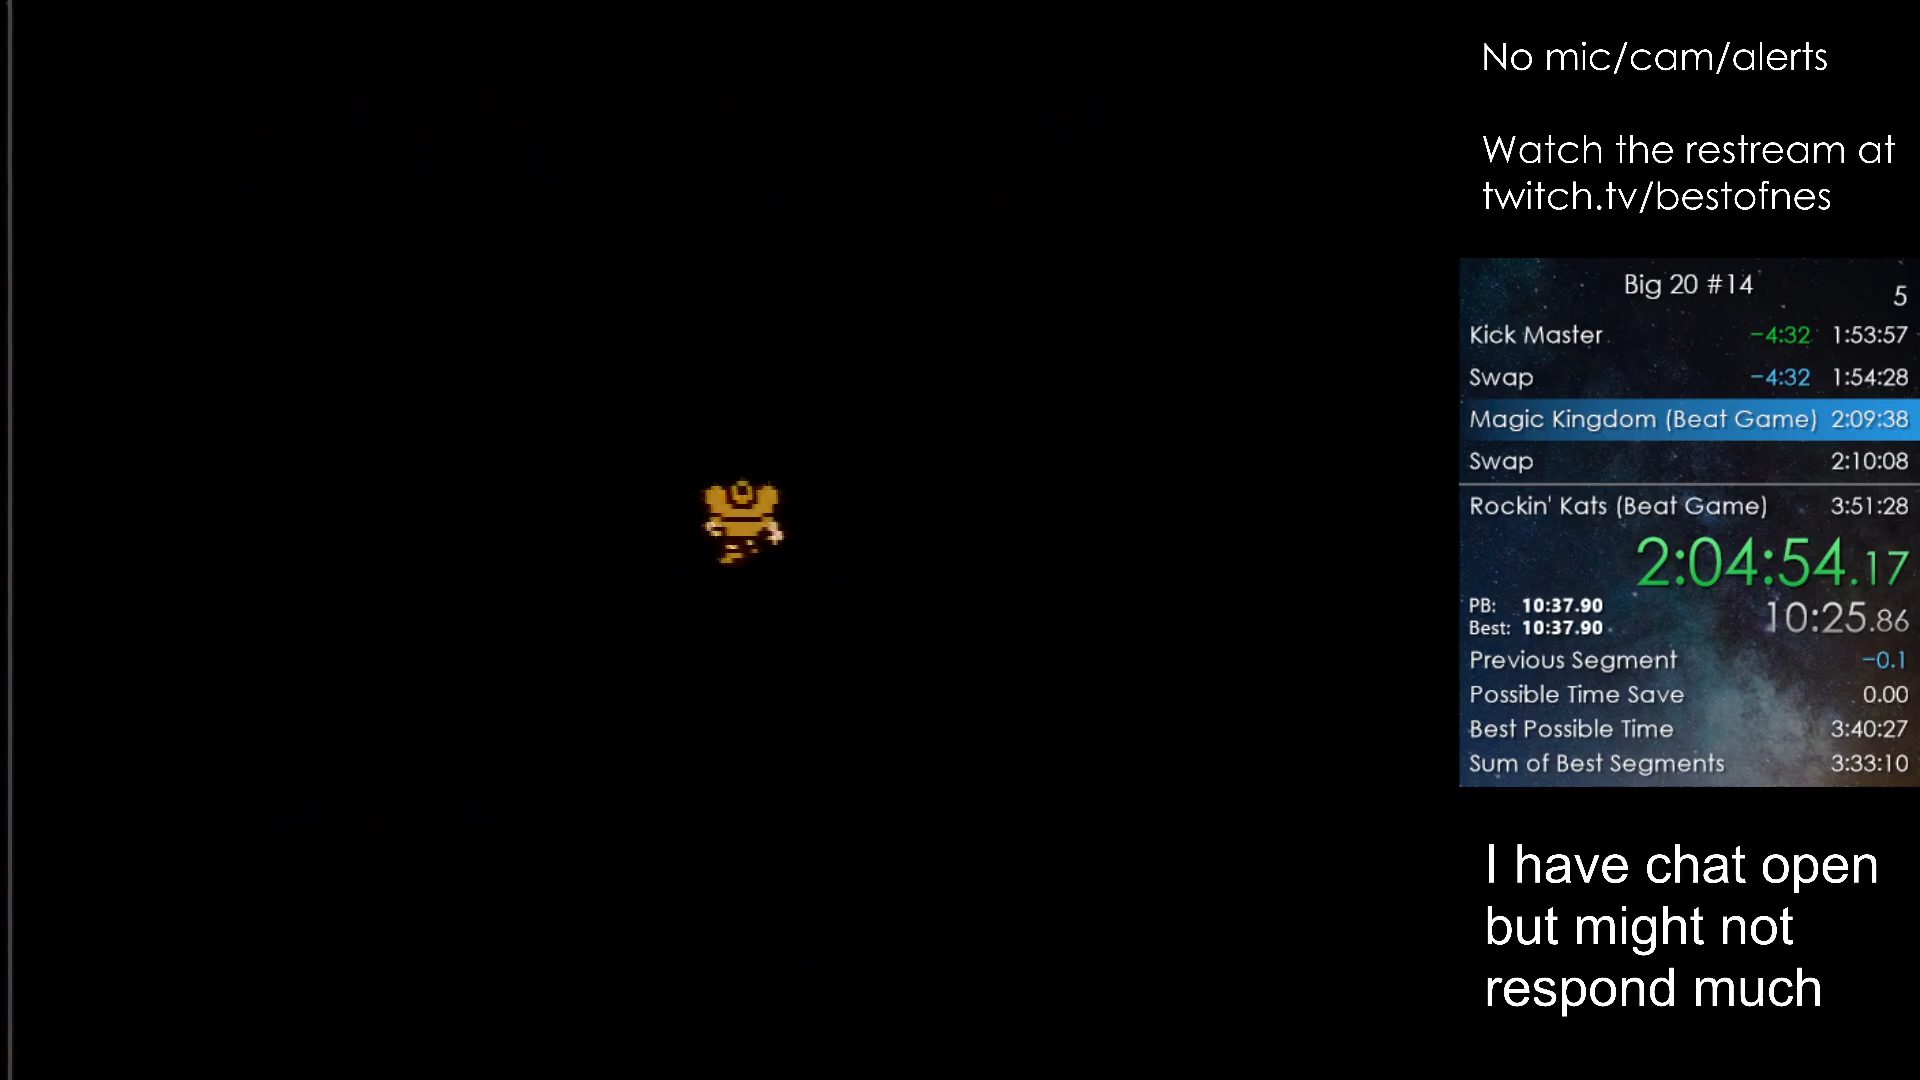 No mic/cam/alerts
Watch the restream at
twitch.tv/bestofnes
Big 20 #14
5
Kick Master -4:32 1:53:57
Swap -4:32 1:54:28
Magic Kingdom (Beat Game) 2:09:38
Swap 2:10:08
Rockin' Kats (Beat Game) 3:51:28
2:04:54.17
PB: 10:37.90
Best: 10:37.90
10:25.86
Previous Segment -0.1
Possible Time Save 0.00
Best Possible Time 3:40:27
Sum of Best Segments 3:33:10
I have chat open
but might not
respond much